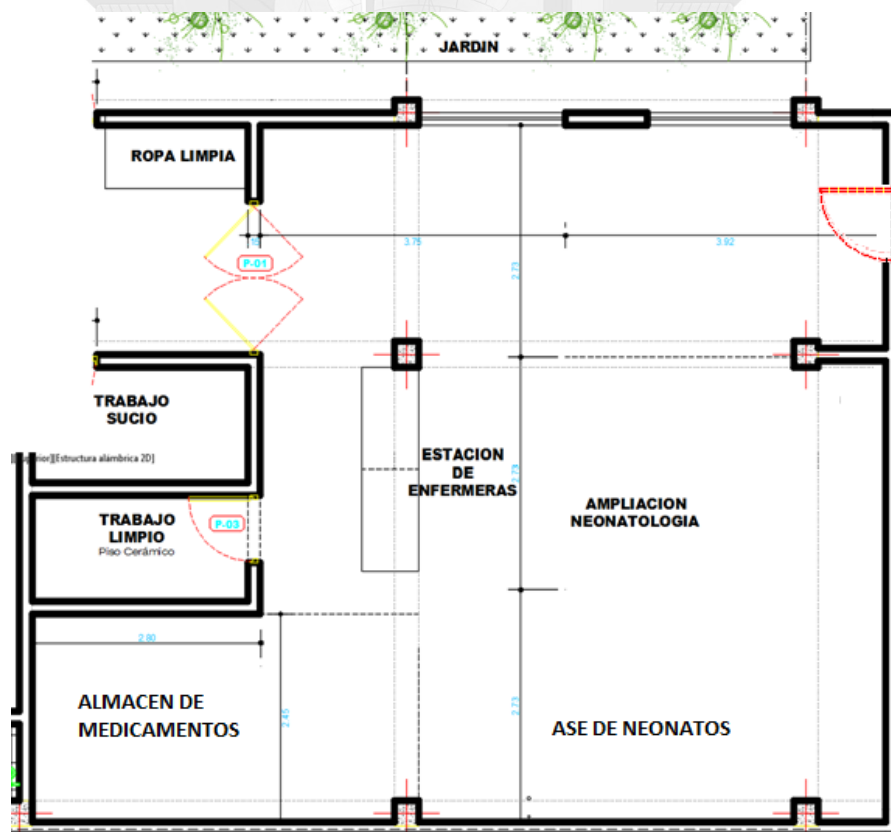 JARDIN
ROPA LIMPIA
15
3.75
3.92
P-01
2.73
TRABAJO
SUCIO
rior][Estructura alámbrica 2D]
ESTACION
DE
ENFERMERAS
2.73
AMPLIACION
NEONATOLOGIA
TRABAJO
LIMPIO
Piso Cerámico
P-03
2.80
ALMACEN DE
MEDICAMENTOS
2.45
2.73
ASE DE NEONATOS